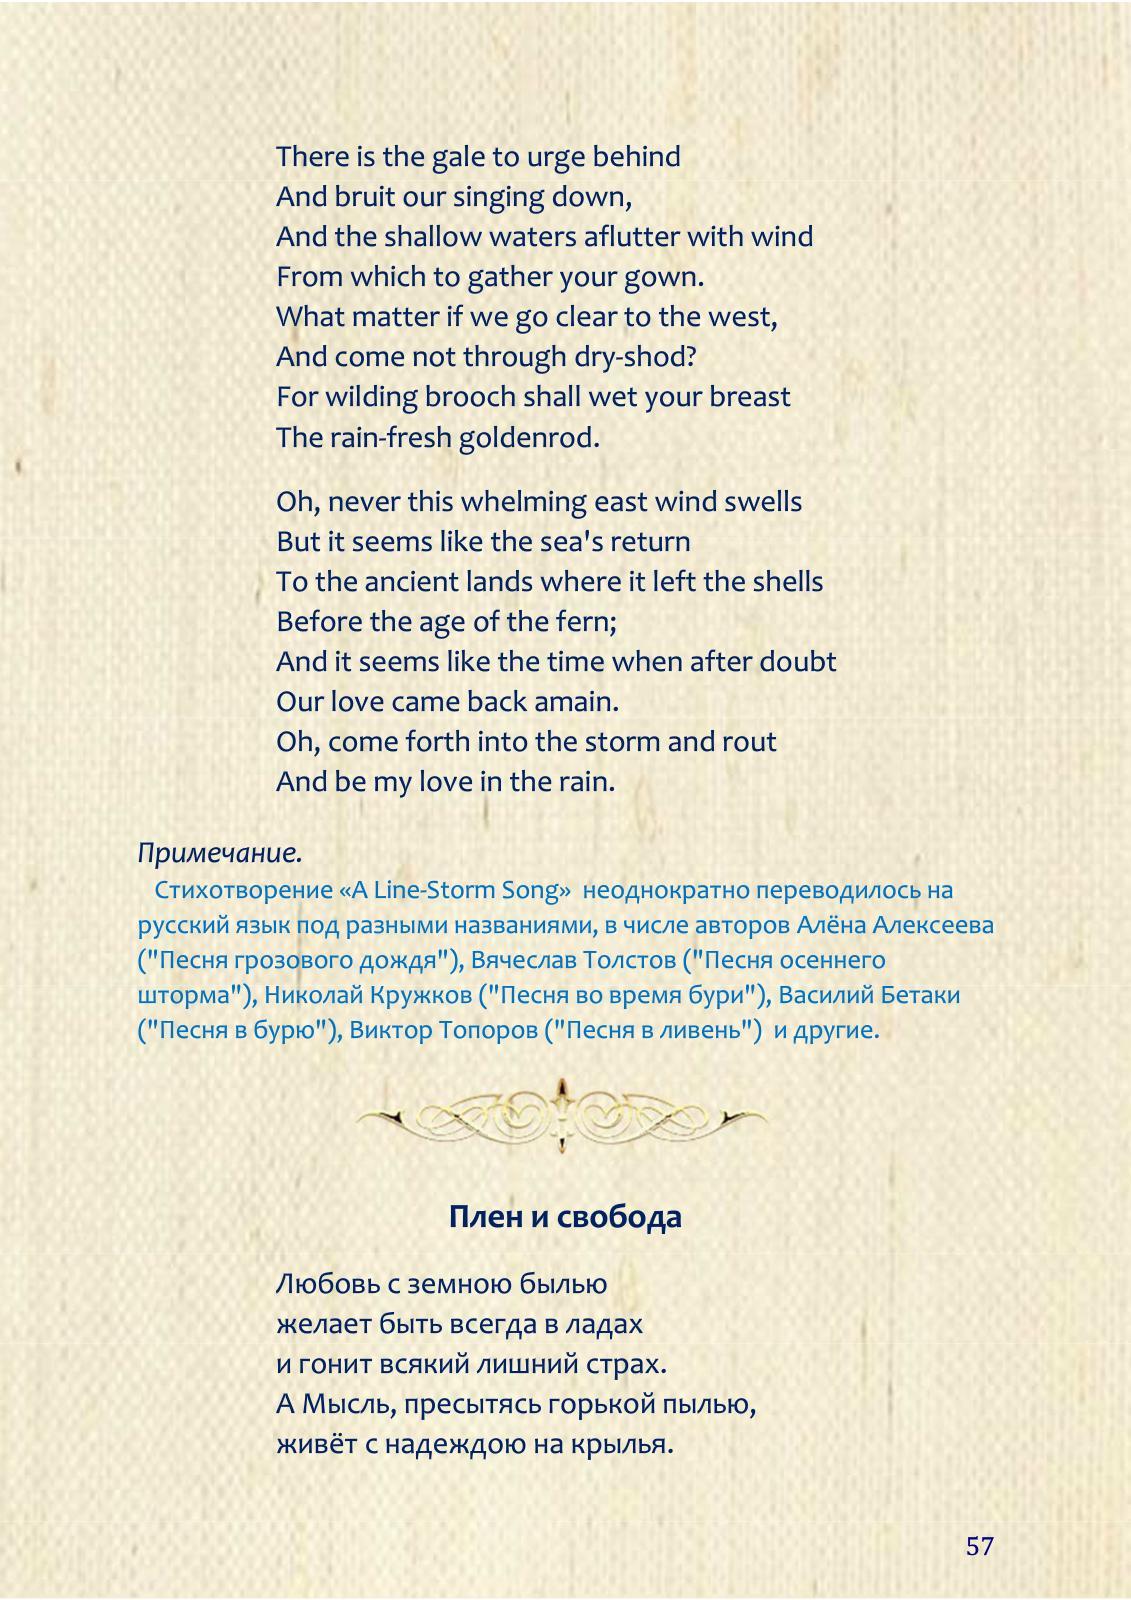 There is the gale to urge behind
And bruit our singing down,
And the shallow waters aflutter with wind
From which to gather your gown.
What matter if we go clear to the west,
And come not through dry-shod?
For wilding brooch shall wet your breast
The rain-fresh goldenrod.
Oh, never this whelming east wind swells
But it seems like the sea's return
To the ancient lands where it left the shells
Before the age of the fern;
And it seems like the time when after doubt
Our love came back amain.
Oh, come forth into the storm and rout
And be my love in the rain.
Примечание.
Стихотворение «A Line-Storm Song» неоднократно переводилось на
русский язык под разными названиями, в числе авторов Алёна Алексеева
("Песня грозового дождя"), Вячеслав Толстов ("Песня осеннего
шторма"), Николай Кружков ("Песня во время бури"), Василий Бетаки
("Песня в бурю"), Виктор Топоров ("Песня в ливень") и другие.
Плен и свобода
Любовь с земною былью
желает быть всегда в ладах
и гонит всякий лишний страх.
А Мысль, пресытясь горькой пылью,
живёт с надеждою на крылья.
57